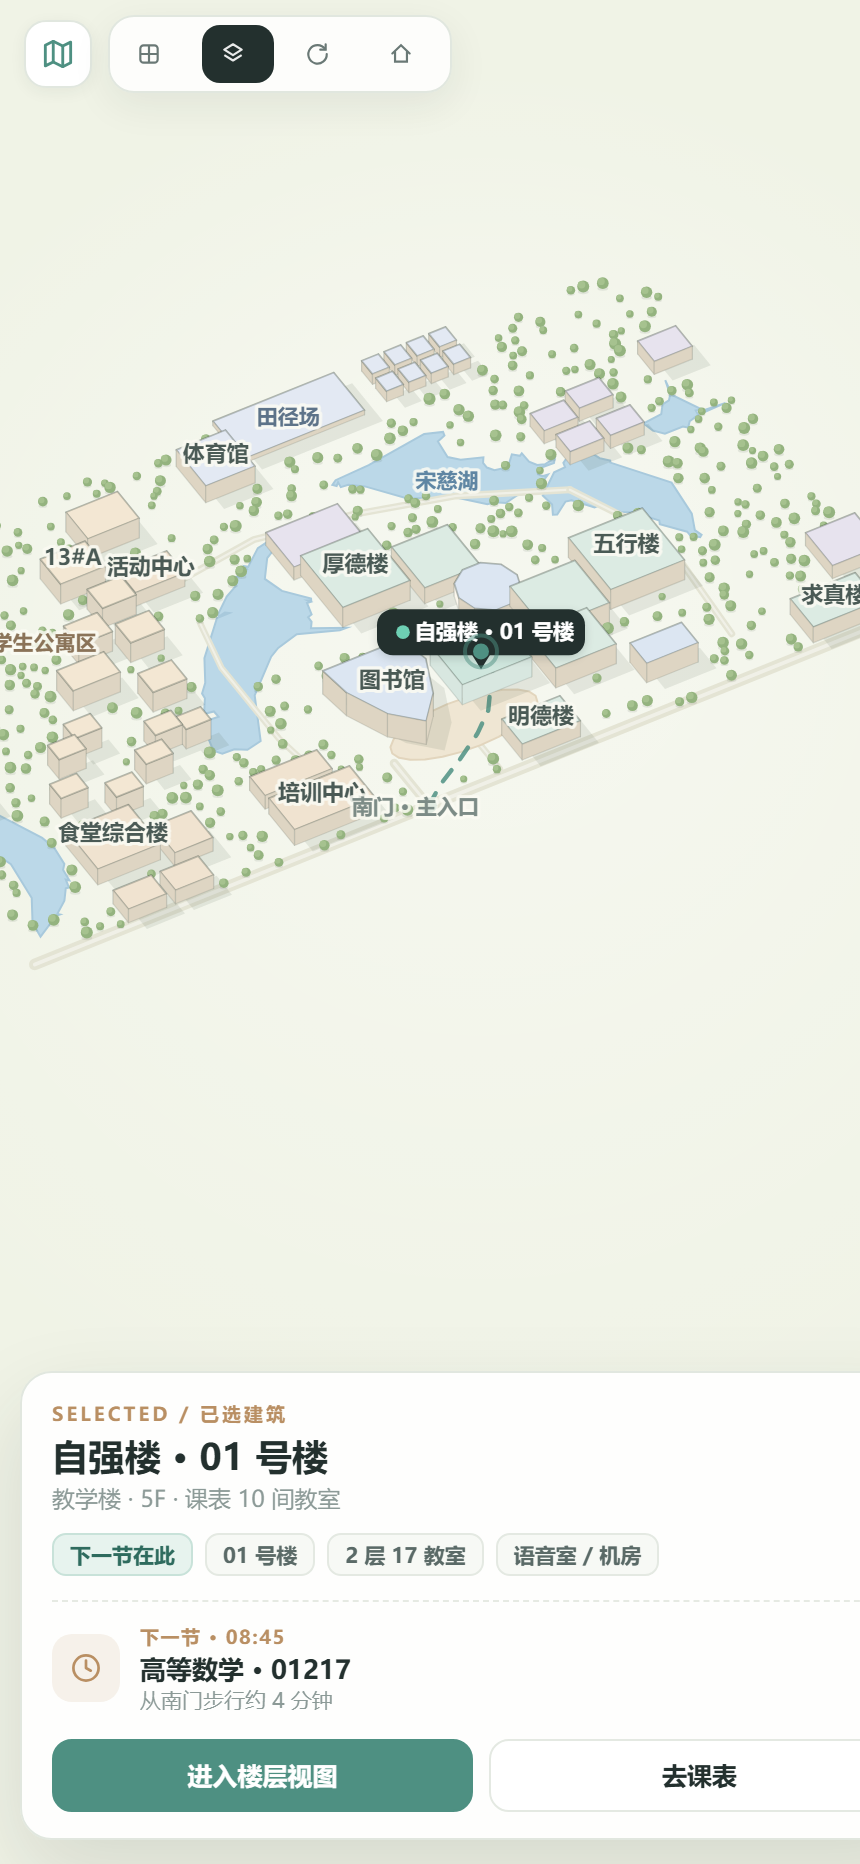 田径场
体育馆
宋慈湖
13#A
活动中心
厚德楼
五行楼
求真楼
学生公寓区
自强楼 • 01 号楼
图书馆
明德楼
培训中心
南门 • 主入口
食堂综合楼
SELECTED / 已选建筑
自强楼 • 01 号楼
教学楼 · 5F · 课表 10 间教室
下一节在此
01 号楼
2 层 17 教室
语音室 / 机房
下一节 • 08:45
高等数学 • 01217
从南门步行约 4 分钟
进入楼层视图
去课表